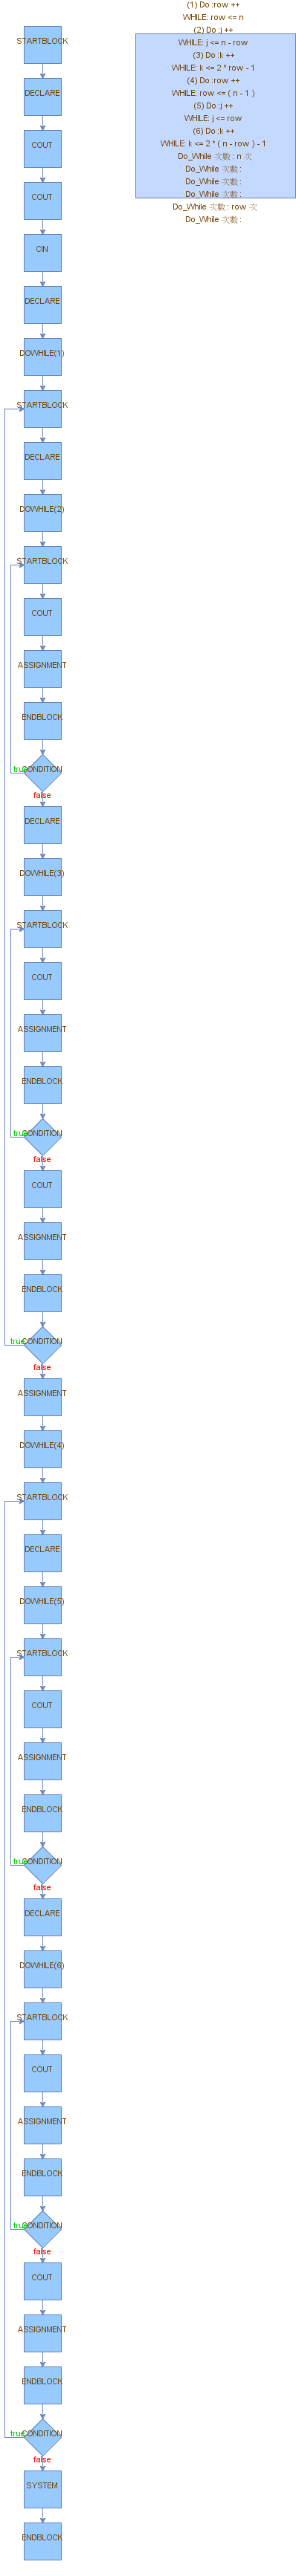 (1) Do :row ++
WHILE: row <= n
(2) Do :j ++
WHILE: j <= n - row
(3) Do :k ++
WHILE: k <= 2 * row - 1
(4) Do :row ++
WHILE: row <= ( n - 1 )
(5) Do :j ++
WHILE: j <= row
(6) Do :k ++
WHILE: k <= 2 * ( n - row ) - 1
Do_While 次數 : n 次
Do_While 次數 :
Do_While 次數 :
Do_While 次數 :
Do_While 次數 : row 次
Do_While 次數 :
STARTBLOCK
DECLARE
COUT
COUT
CIN
DECLARE
DOWHILE(1)
STARTBLOCK
DECLARE
DOWHILE(2)
STARTBLOCK
COUT
ASSIGNMENT
ENDBLOCK
true CONDITION
false
DECLARE
DOWHILE(3)
STARTBLOCK
COUT
ASSIGNMENT
ENDBLOCK
true CONDITION
false
COUT
ASSIGNMENT
ENDBLOCK
true CONDITION
false
ASSIGNMENT
DOWHILE(4)
STARTBLOCK
DECLARE
DOWHILE(5)
STARTBLOCK
COUT
ASSIGNMENT
ENDBLOCK
true CONDITION
false
DECLARE
DOWHILE(6)
STARTBLOCK
COUT
ASSIGNMENT
ENDBLOCK
true CONDITION
false
COUT
ASSIGNMENT
ENDBLOCK
true CONDITION
false
SYSTEM
ENDBLOCK